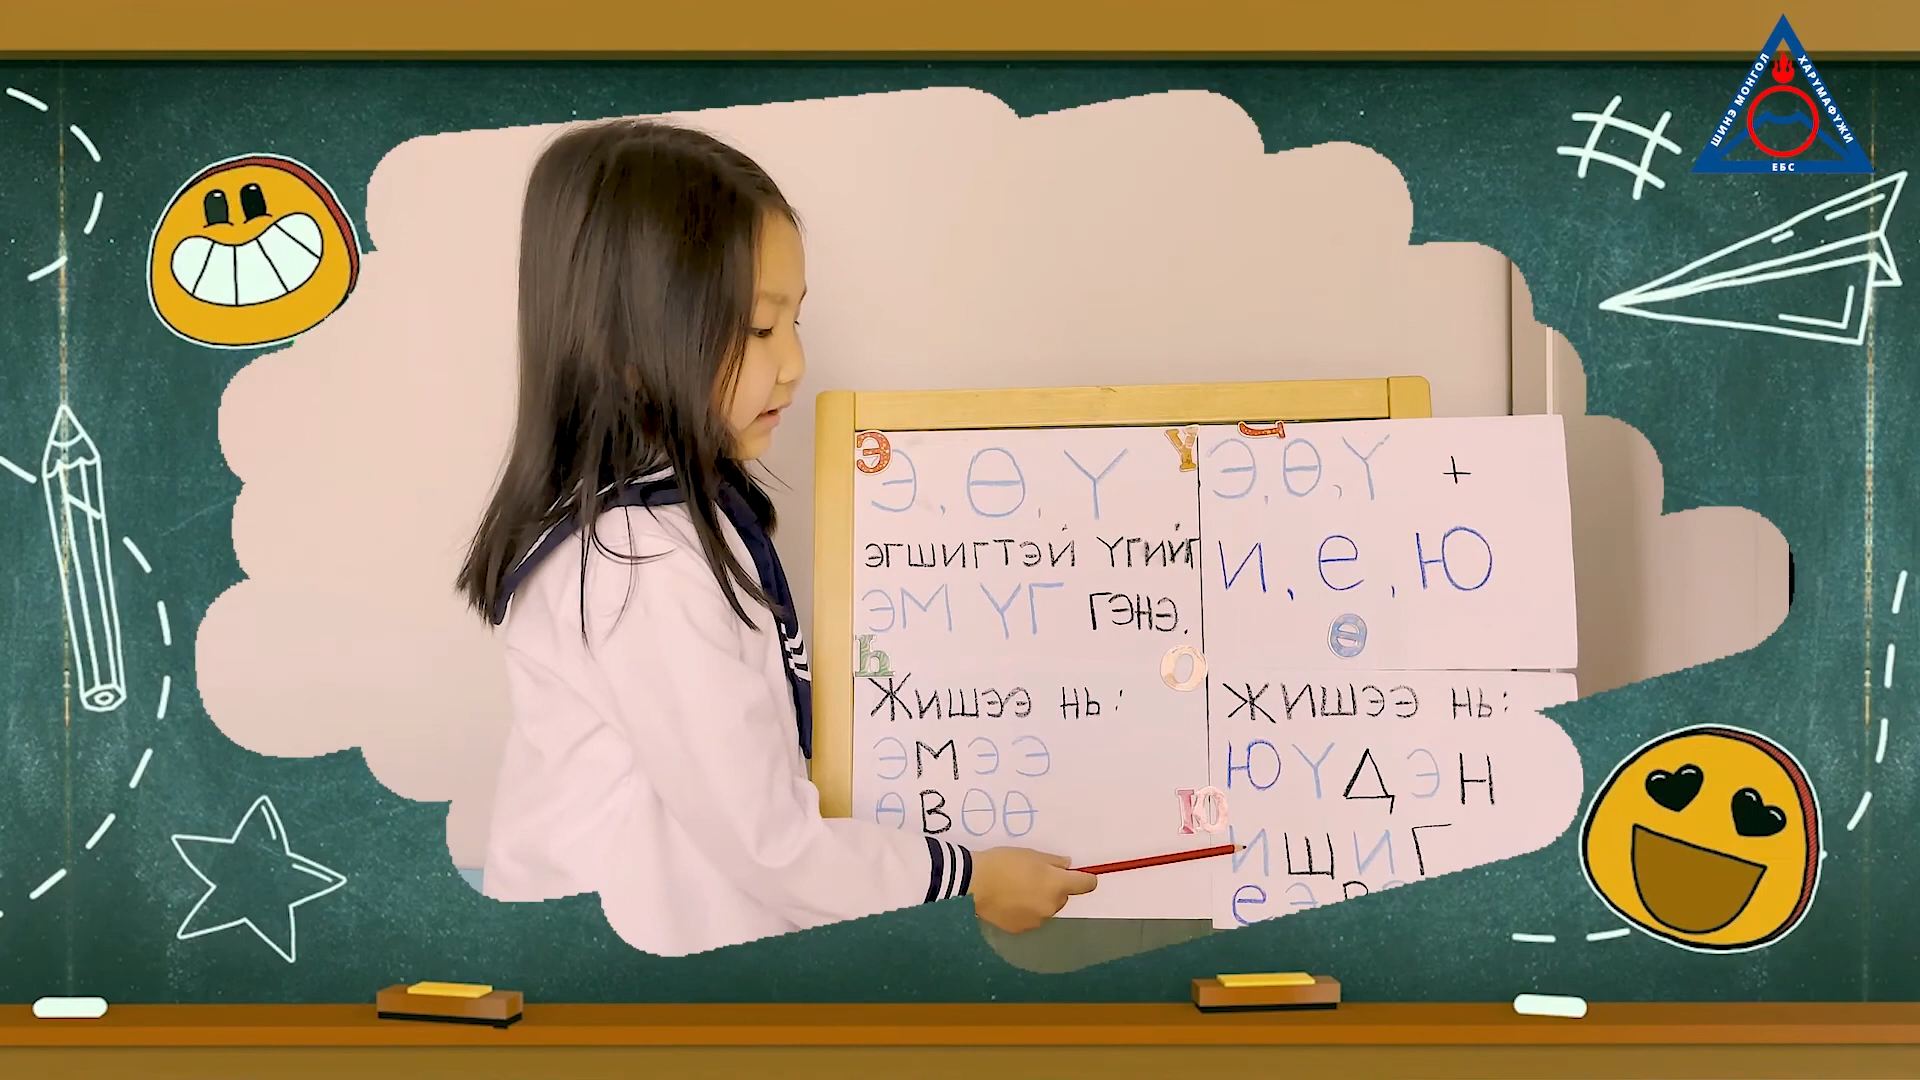 ШИНЭ МОНГОЛ
ХАРУМАФУЖИ
ЕБС
Э
Э, Ө, Ү
эгшигтэй үгийг
ЭМ ҮГ гэнэ.
Ү
Һ
О
Жишээ нь:
ЭМЭЭ
ӨВӨӨ
Э, Ө, Ү +
И, е, Ю
Ө
Жишээ нь:
ЮҮДЭН
Ю
ИШИГ